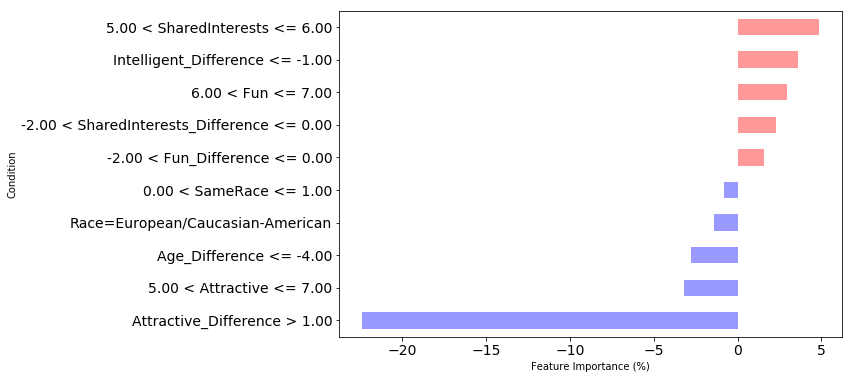 5.00 < SharedInterests <= 6.00
Intelligent_Difference <= -1.00
6.00 < Fun <= 7.00
-2.00 < SharedInterests_Difference <= 0.00
-2.00 < Fun_Difference <= 0.00
0.00 < SameRace <= 1.00
Race=European/Caucasian-American
Age_Difference <= -4.00
5.00 < Attractive <= 7.00
Attractive_Difference > 1.00
Condition
−20 −15 −10 −5 0 5
Feature Importance (%)